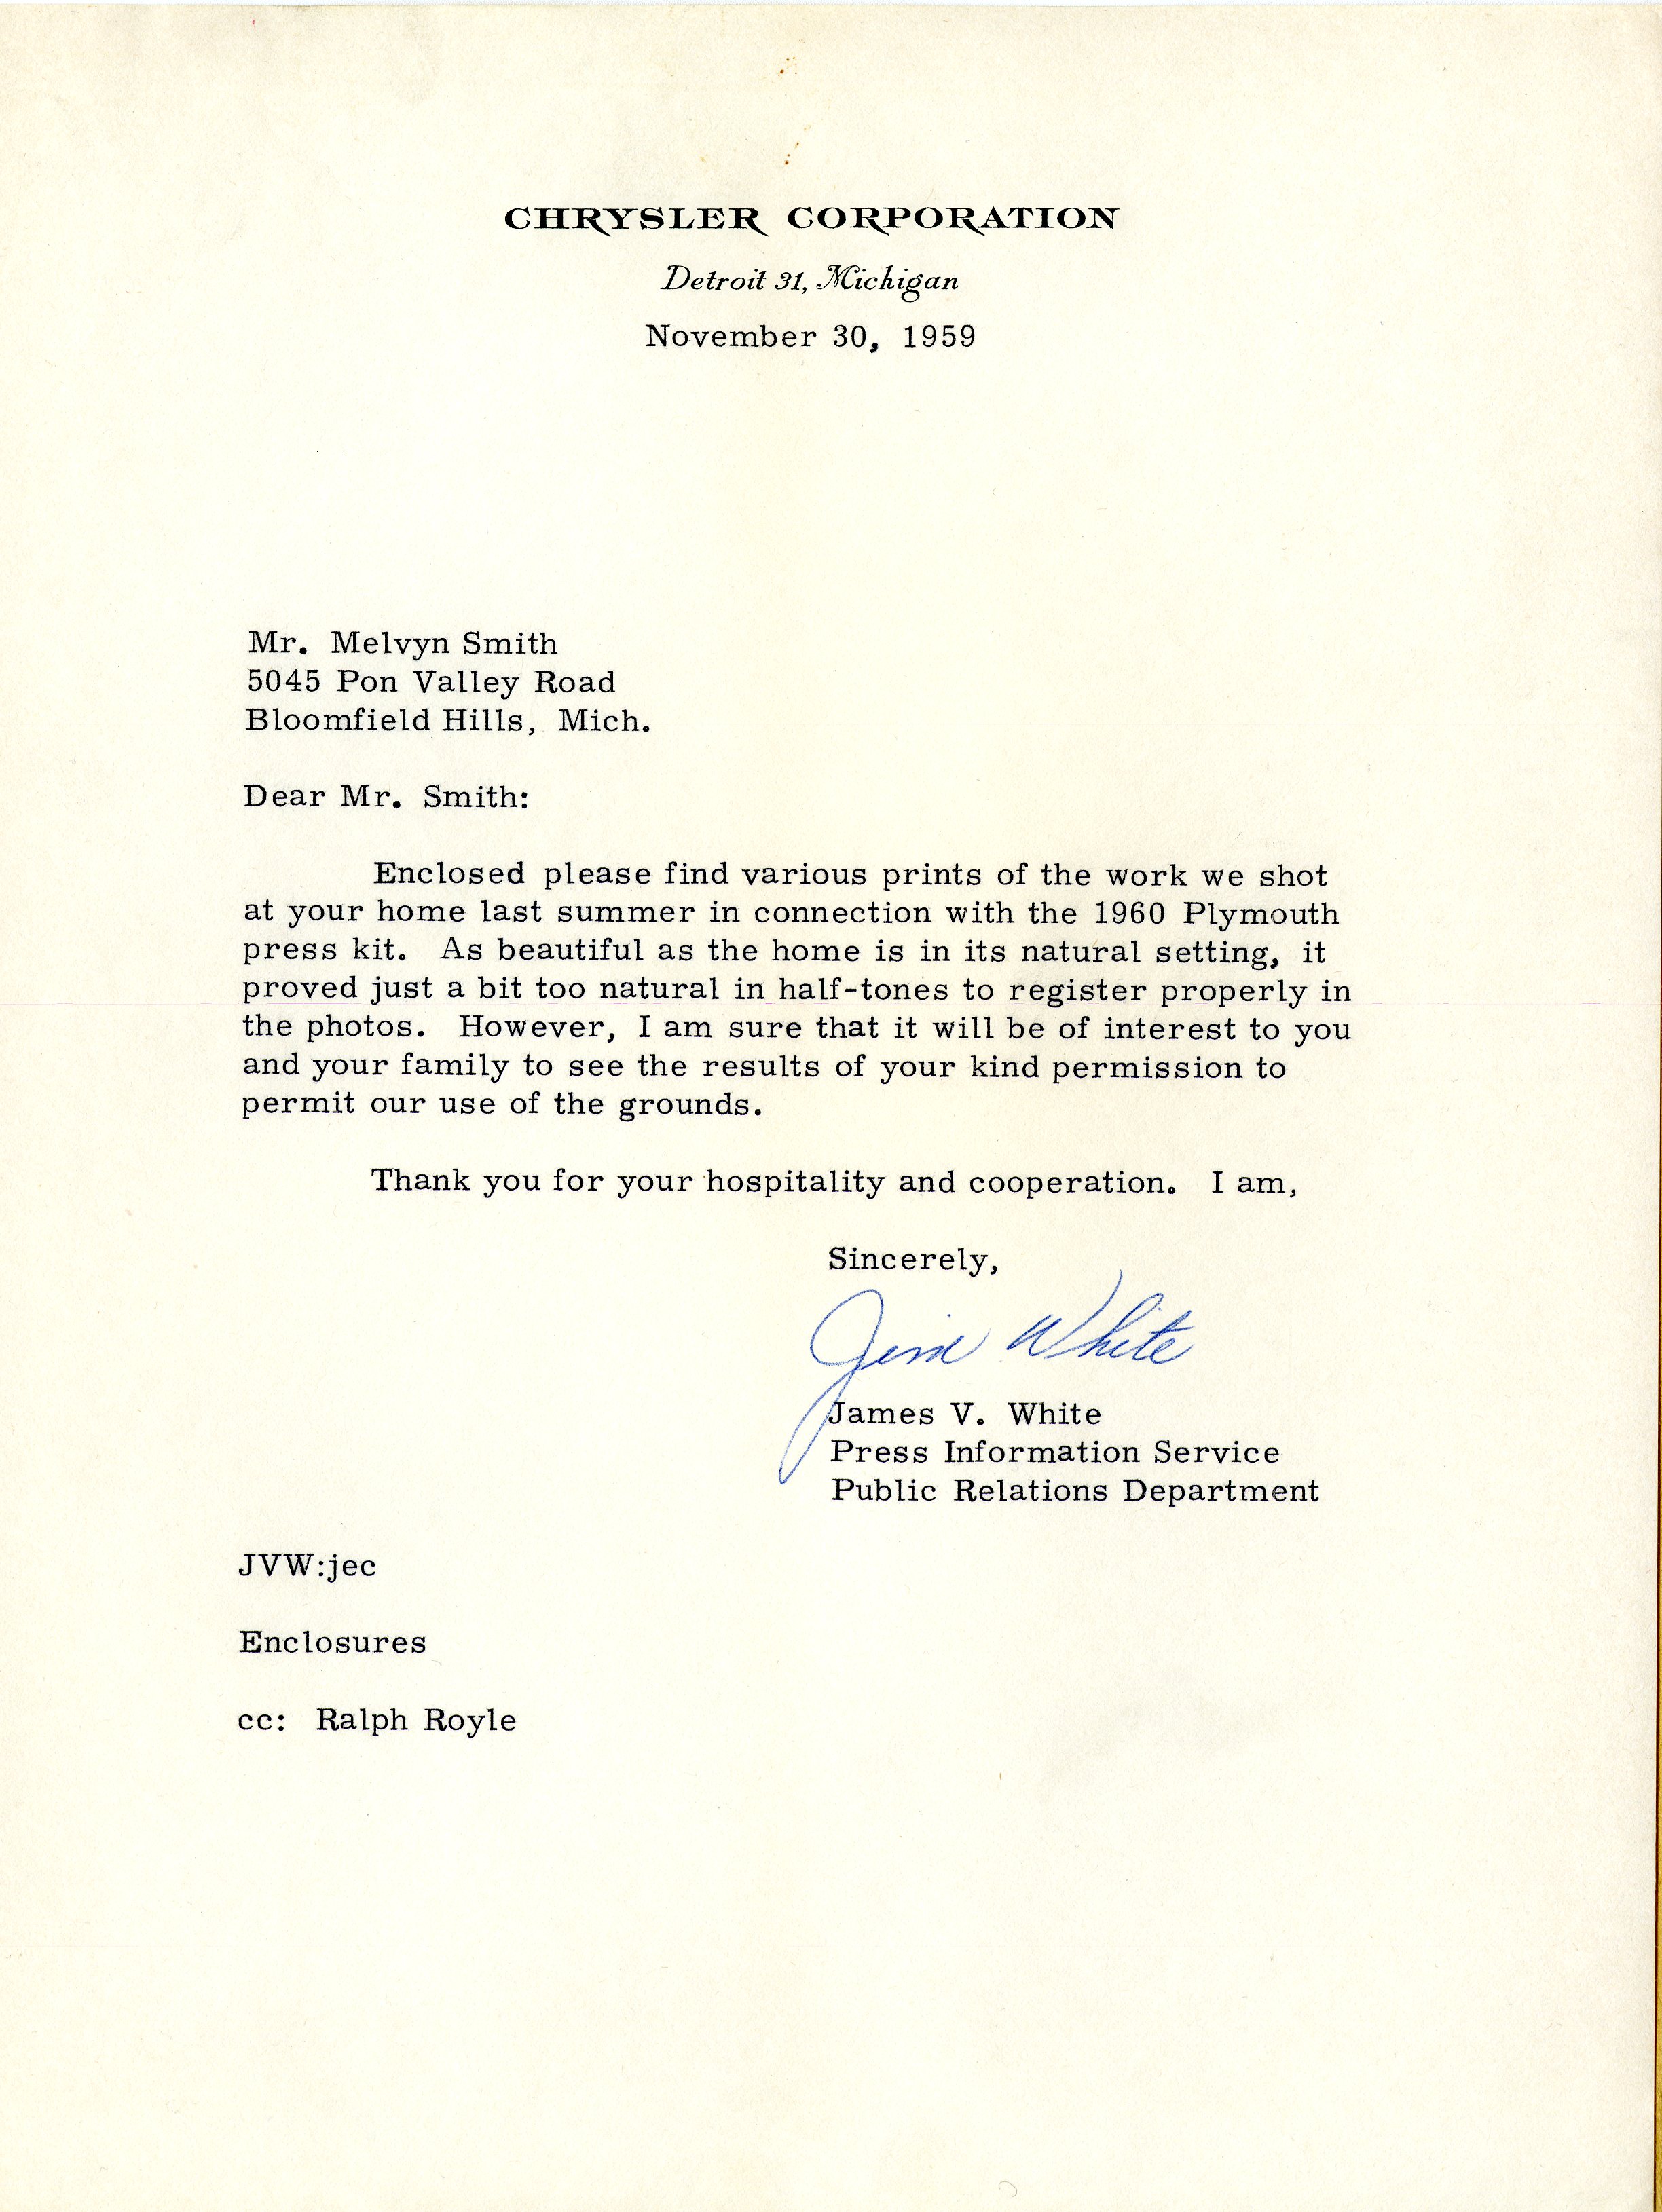 CHRYSLER CORPORATION
Detroit 31, Michigan
November 30, 1959
Mr. Melvyn Smith
5045 Pon Valley Road
Bloomfield Hills, Mich.
Dear Mr. Smith:
Enclosed please find various prints of the work we shot
at your home last summer in connection with the 1960 Plymouth
press kit. As beautiful as the home is in its natural setting, it
proved just a bit too natural in half-tones to register properly in
the photos. However, I am sure that it will be of interest to you
and your family to see the results of your kind permission to
permit our use of the grounds.
Thank you for your hospitality and cooperation. I am,
Sincerely,
Jim White
James V. White
Press Information Service
Public Relations Department
JVW:jec
Enclosures
cc: Ralph Royle